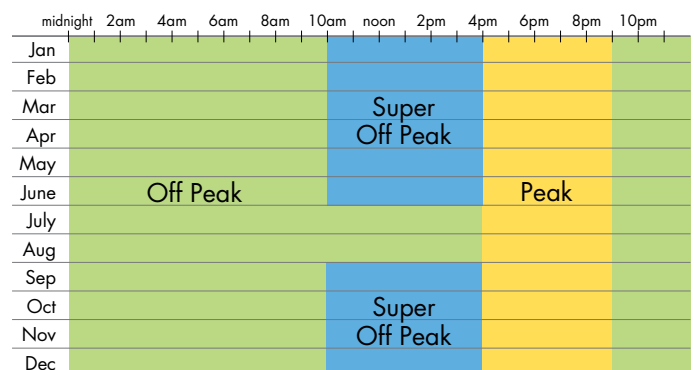 midnight 2am 4am 6am 8am 10am noon 2pm 4pm 6pm 8pm 10pm
Jan
Feb
Mar Super
Apr Off Peak
May
June Off Peak Peak
July
Aug
Sep
Oct Super
Nov Off Peak
Dec